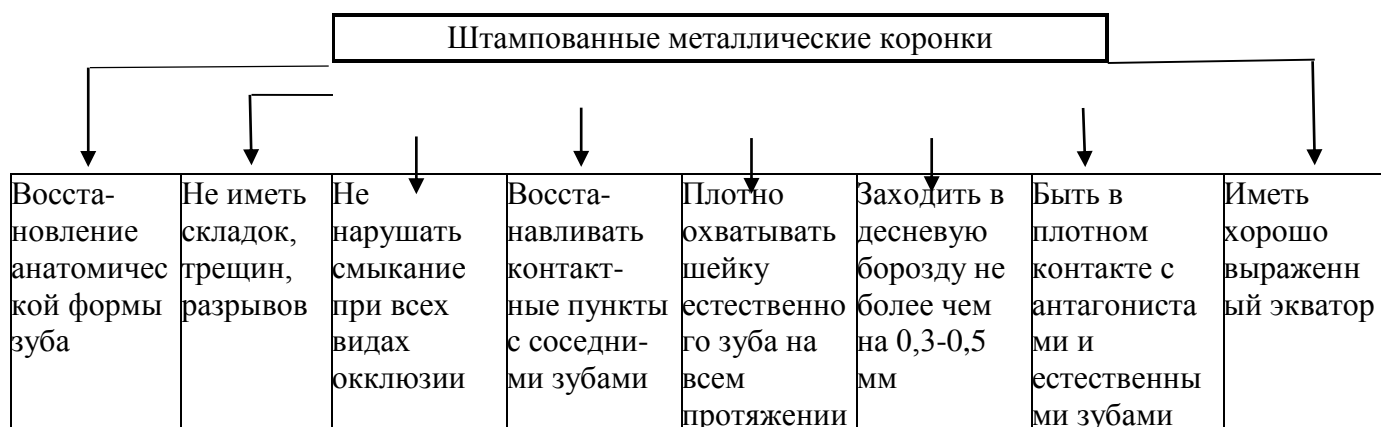 Штампованные металлические коронки
Восста-
новление
анатомичес
кой формы
зуба
Не иметь
складок,
трещин,
разрывов
Не
нарушать
смыкание
при всех
видах
окклюзии
Восста-
навливать
контакт-
ные пункты
с соседни-
ми зубами
Плотно
охватывать
шейку
естественно
го зуба на
всем
протяжении
Заходить в
десневую
борозду не
более чем
на 0,3-0,5
мм
Быть в
плотном
контакте с
антагониста
ми и
естественны
ми зубами
Иметь
хорошо
выраженн
ый экватор